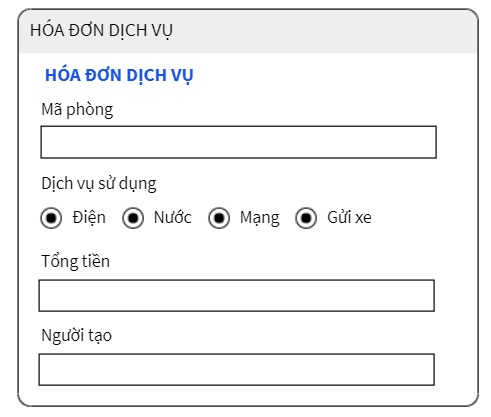 HÓA ĐƠN DỊCH VỤ
HÓA ĐƠN DỊCH VỤ
Mã phòng
Dịch vụ sử dụng
Điện Nước Mạng Gửi xe
Tổng tiền
Người tạo